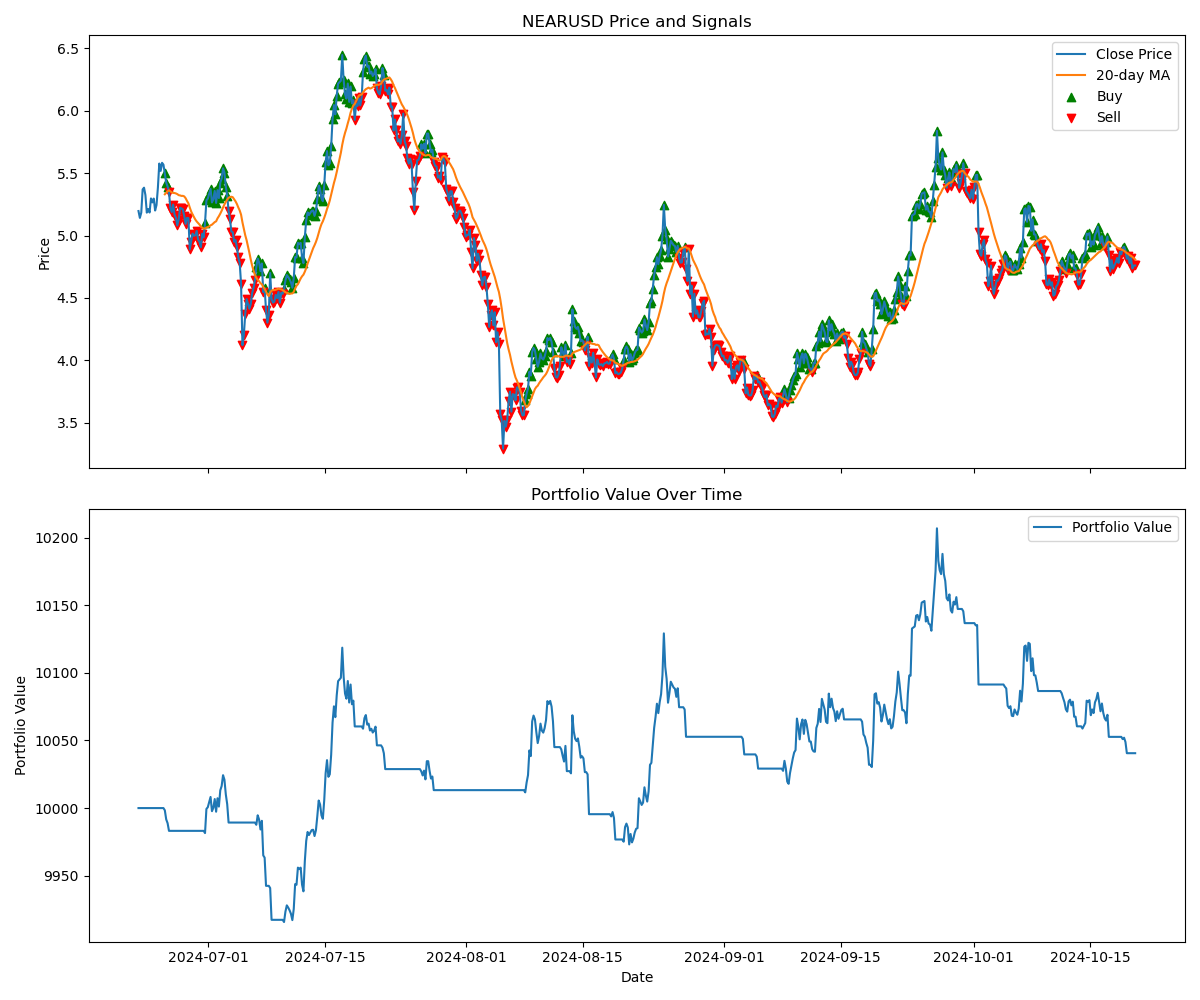 NEARUSD Price and Signals
Price
6.5
6.0
5.5
5.0
4.5
4.0
3.5
Close Price
20-day MA
Buy
Sell
Portfolio Value Over Time
Portfolio Value
10200
10150
10100
10050
10000
9950
Portfolio Value
2024-07-01
2024-07-15
2024-08-01
2024-08-15
2024-09-01
2024-09-15
2024-10-01
2024-10-15
Date